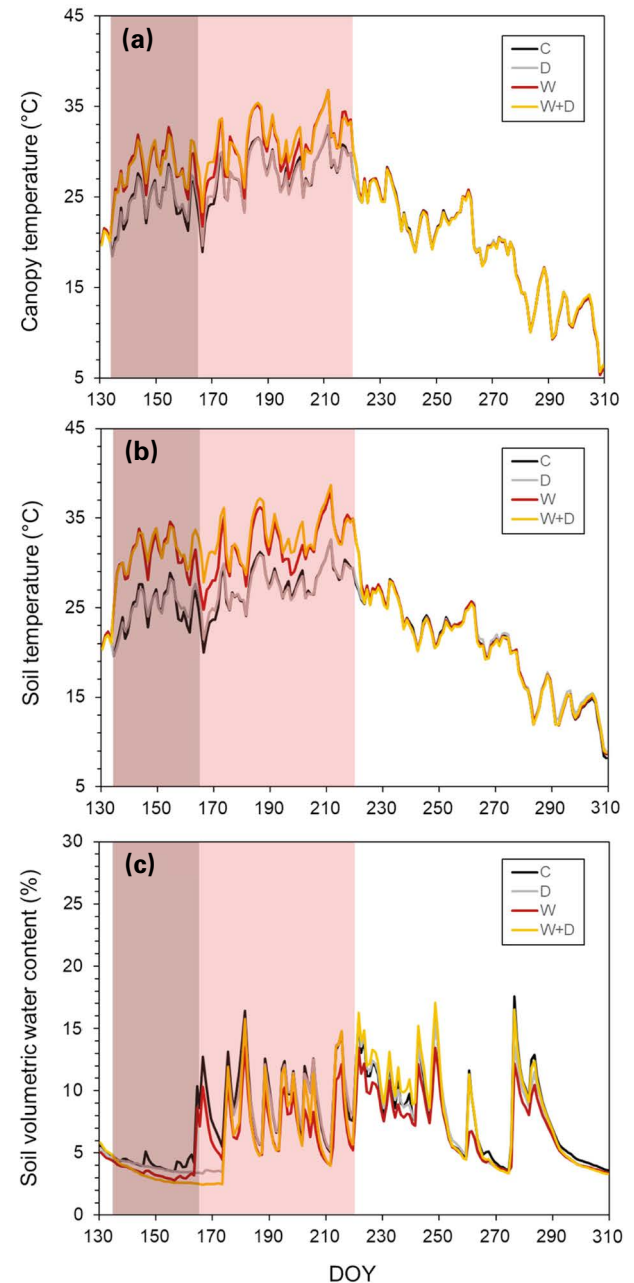 (a)
Canopy temperature (°C)
45
35
25
15
5
C
D
W
W+D
130 150 170 190 210 230 250 270 290 310
(b)
Soil temperature (°C)
45
35
25
15
5
C
D
W
W+D
130 150 170 190 210 230 250 270 290 310
(c)
Soil volumetric water content (%)
30
25
20
15
10
5
0
C
D
W
W+D
130 150 170 190 210 230 250 270 290 310
DOY